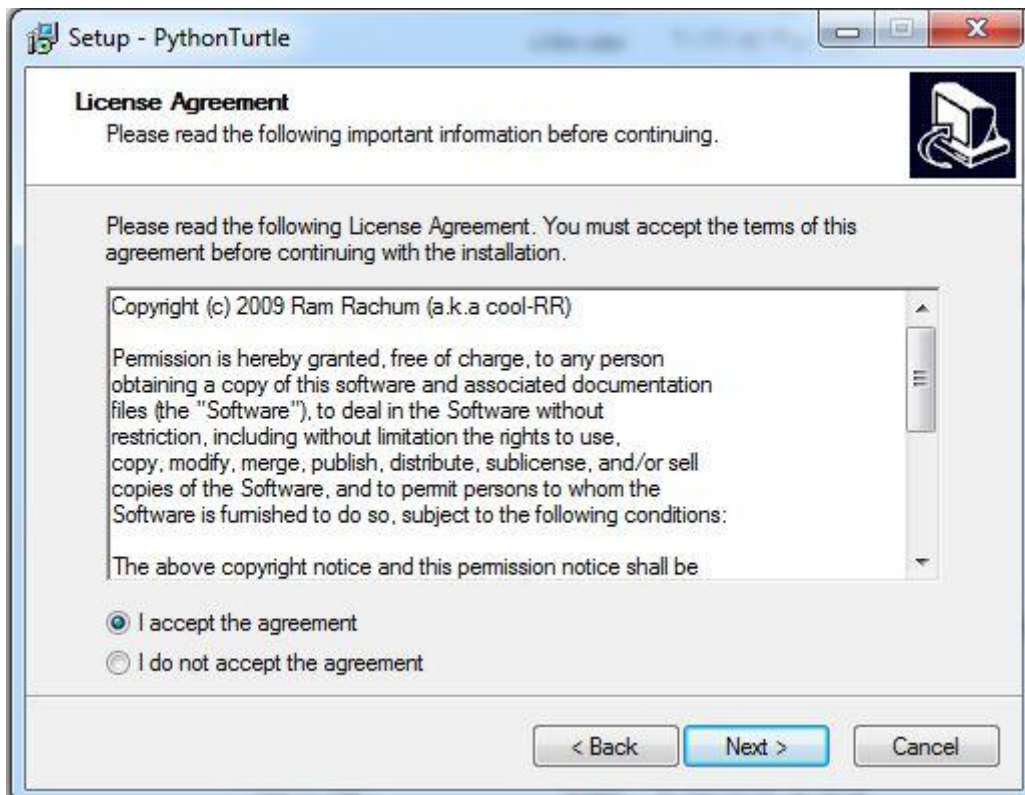 Setup - PythonTurtle
License Agreement
Please read the following important information before continuing.
Please read the following License Agreement. You must accept the terms of this
agreement before continuing with the installation.
Copyright (c) 2009 Ram Rachum (a.k.a cool-RR)
Permission is hereby granted, free of charge, to any person
obtaining a copy of this software and associated documentation
files (the "Software"), to deal in the Software without
restriction, including without limitation the rights to use,
copy, modify, merge, publish, distribute, sublicense, and/or sell
copies of the Software, and to permit persons to whom the
Software is furnished to do so, subject to the following conditions:
The above copyright notice and this permission notice shall be
I accept the agreement
I do not accept the agreement
< Back
Next >
Cancel